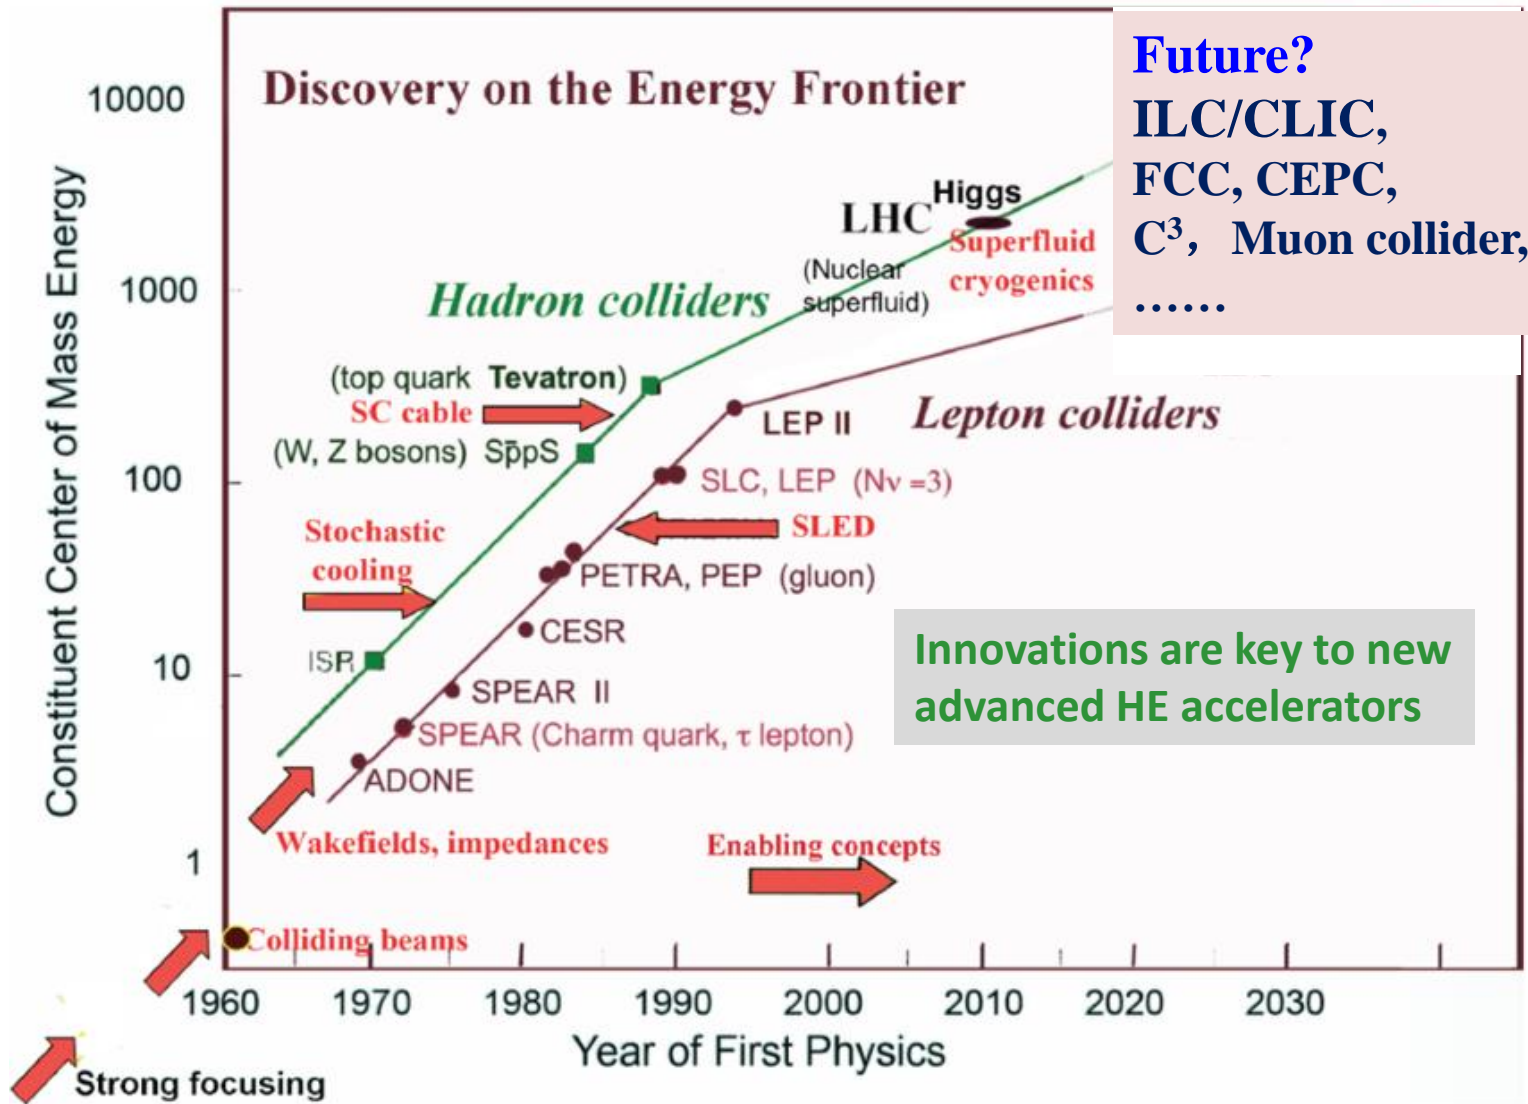 Discovery on the Energy Frontier
Future?
ILC/CLIC,
FCC, CEPC,
C³, Muon collider,
……
Constituent Center of Mass Energy
10000
1000
100
10
1
Higgs
LHC
Superfluid
cryogenics
(Nuclear
superfluid)
Hadron colliders
(top quark Tevatron)
SC cable
(W, Z bosons) Sp̄pS
LEP II
Lepton colliders
SLC, LEP (Nν =3)
SLED
Stochastic
cooling
PETRA, PEP (gluon)
CESR
ISR
SPEAR II
SPEAR (Charm quark, τ lepton)
ADONE
Innovations are key to new
advanced HE accelerators
Wakefields, impedances
Enabling concepts
Colliding beams
1960 1970 1980 1990 2000 2010 2020 2030
Year of First Physics
Strong focusing